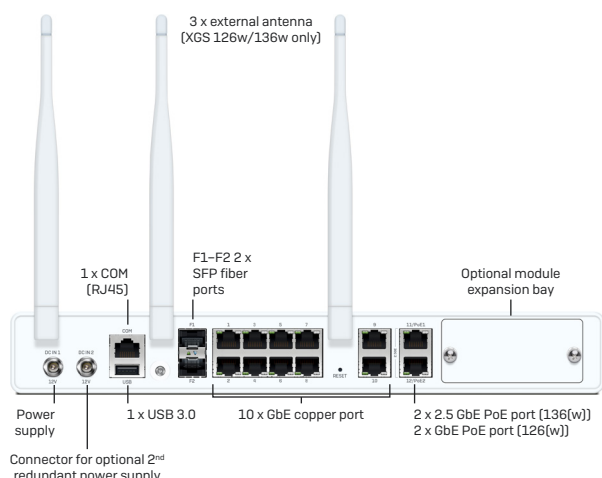 3 x external antenna
(XGS 126w/136w only)
1 x COM
(RJ45)
F1–F2 2 x
SFP fiber
ports
Optional module
expansion bay
COM
F1
1 3 5 7
9
11/PoE1
DC IN 1
DC IN 2
12V
12V
USB
F2
2 4 6 8
RESET
10
12/PoE2
Power
supply
1 x USB 3.0
10 x GbE copper port
2 x 2.5 GbE PoE port (136(w))
2 x GbE PoE port (126(w))
Connector for optional 2nd
redundant power supply